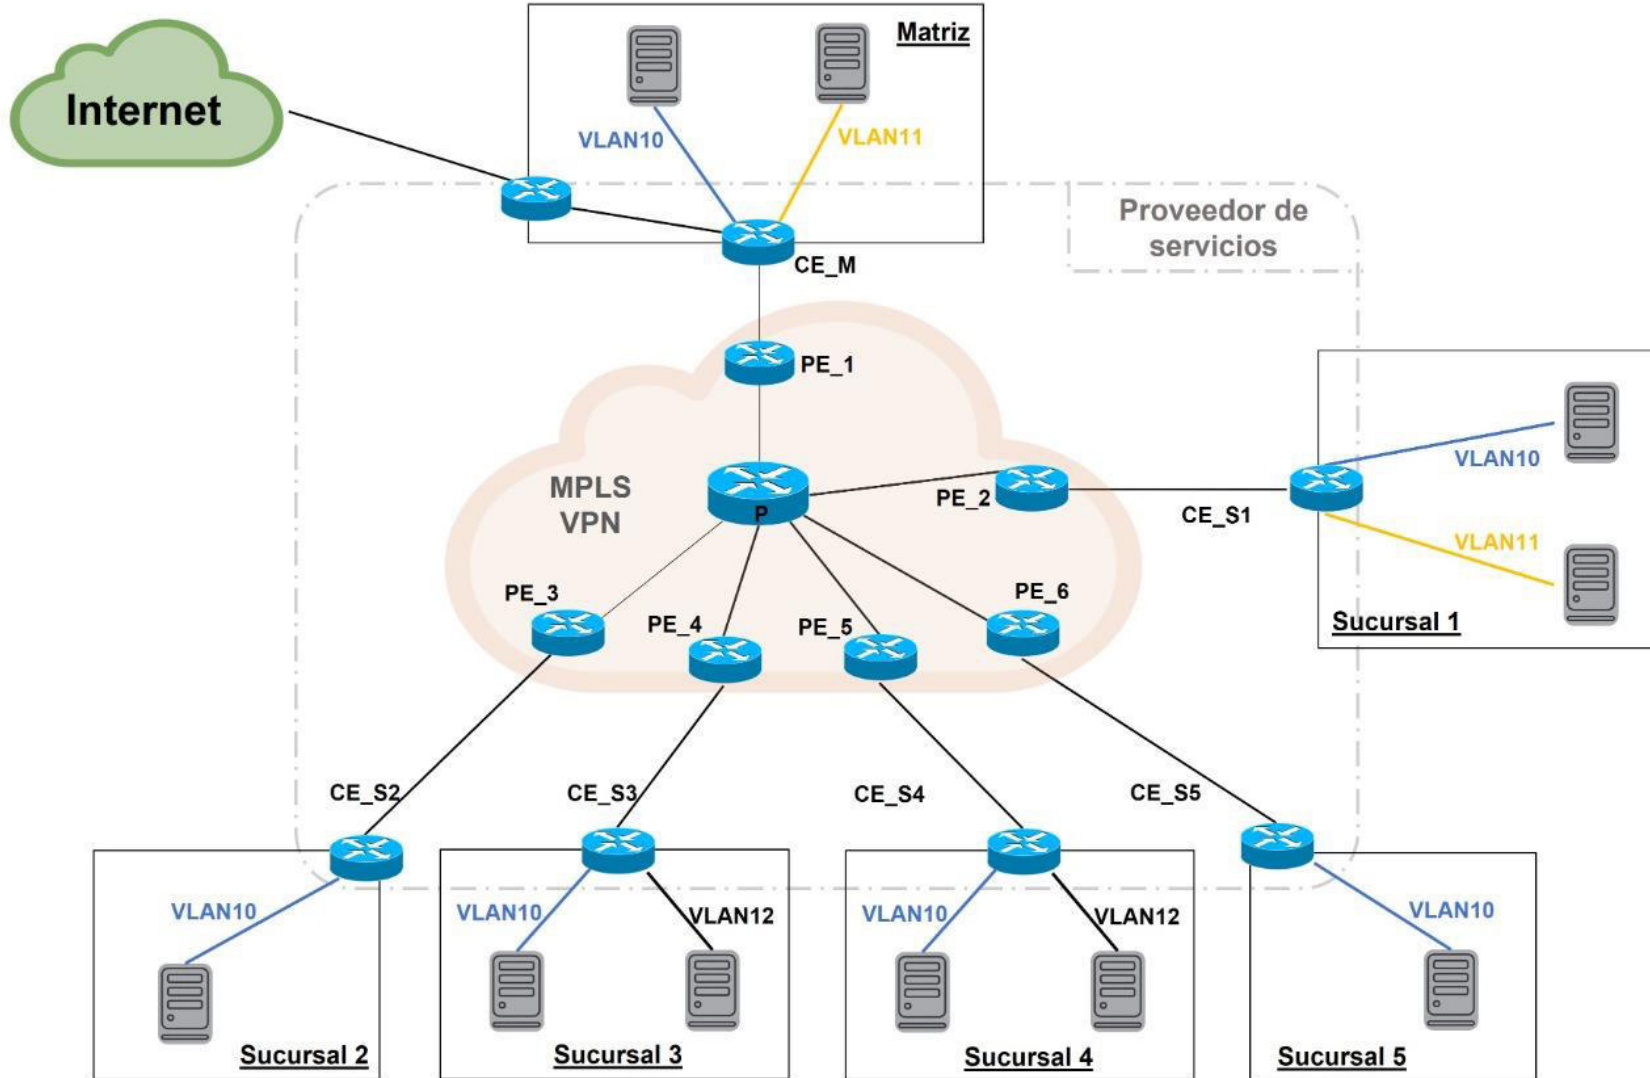 Matriz
Internet
VLAN10
VLAN11
Proveedor de
servicios
CE_M
PE_1
MPLS
VPN
P
PE_2
CE_S1
VLAN10
VLAN11
Sucursal 1
PE_3
PE_4
PE_5
PE_6
CE_S2
CE_S3
CE_S4
CE_S5
VLAN10
Sucursal 2
VLAN10
VLAN12
Sucursal 3
VLAN10
VLAN12
Sucursal 4
VLAN10
Sucursal 5